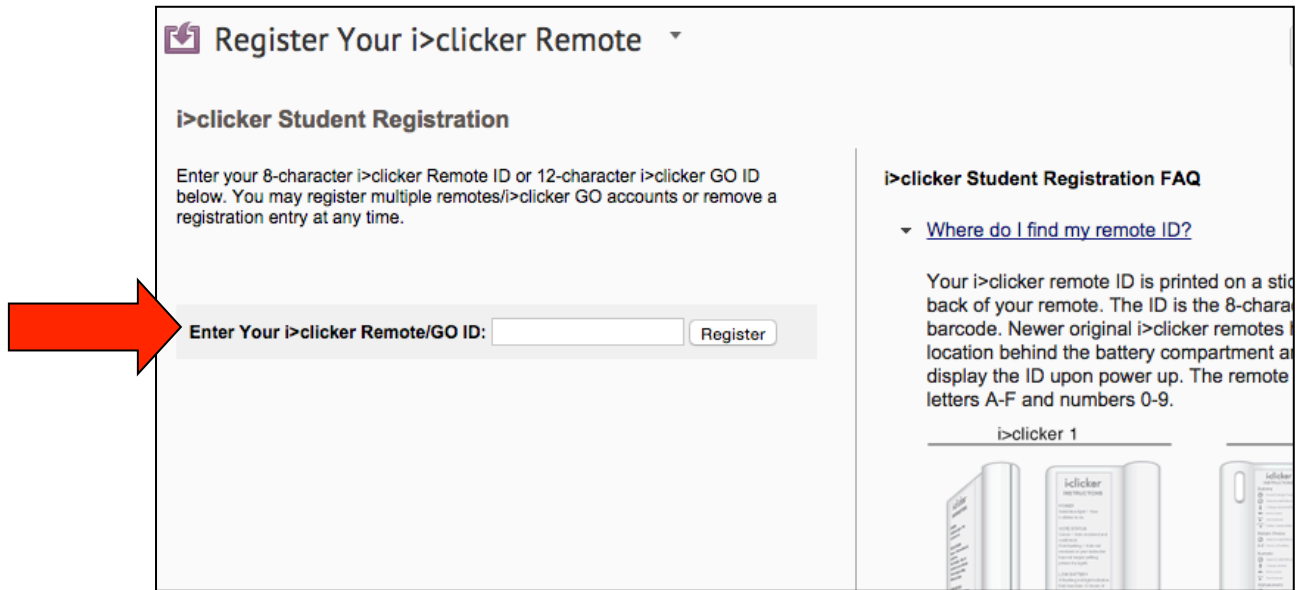 Register Your i>clicker Remote
i>clicker Student Registration
Enter your 8-character i>clicker Remote ID or 12-character i>clicker GO ID
below. You may register multiple remotes/i>clicker GO accounts or remove a
registration entry at any time.
Enter Your i>clicker Remote/GO ID:
Register
i>clicker Student Registration FAQ
Where do I find my remote ID?
Your i>clicker remote ID is printed on a
back of your remote. The ID is the
barcode. Newer original i>clicker remotes
location behind the battery compartment
display the ID upon power up. The remote
letters A-F and numbers 0-9.
i>clicker 1
i·clicker
INSTRUCTIONS